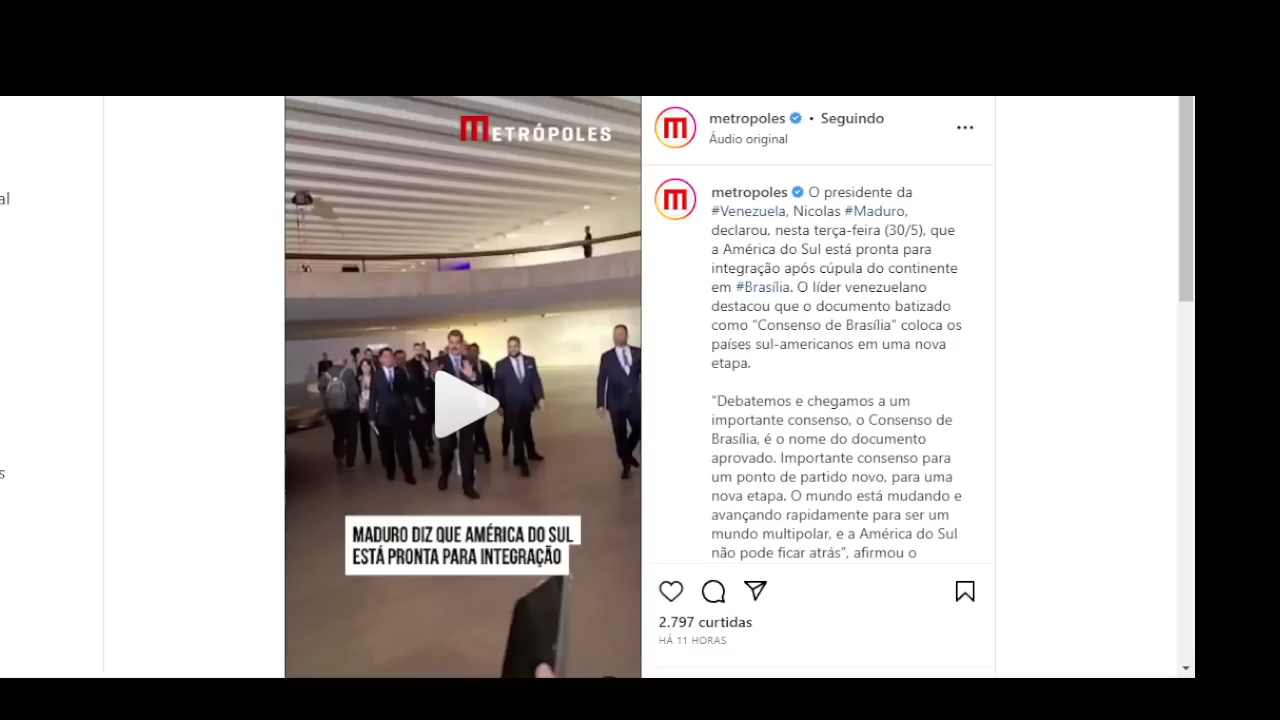 al
s
METRÓPOLES
MADURO DIZ QUE AMÉRICA DO SUL
ESTÁ PRONTA PARA INTEGRAÇÃO
metropoles • Seguindo
Áudio original
metropoles O presidente da
#Venezuela, Nicolas #Maduro,
declarou, nesta terça-feira (30/5), que
a América do Sul está pronta para
integração após cúpula do continente
em #Brasília. O líder venezuelano
destacou que o documento batizado
como "Consenso de Brasília" coloca os
países sul-americanos em uma nova
etapa.
"Debatemos e chegamos a um
importante consenso, o Consenso de
Brasília, é o nome do documento
aprovado. Importante consenso para
um ponto de partido novo, para uma
nova etapa. O mundo está mudando e
avançando rapidamente para ser um
mundo multipolar, e a América do Sul
não pode ficar atrás”, afirmou o
2.797 curtidas
HÁ 11 HORAS